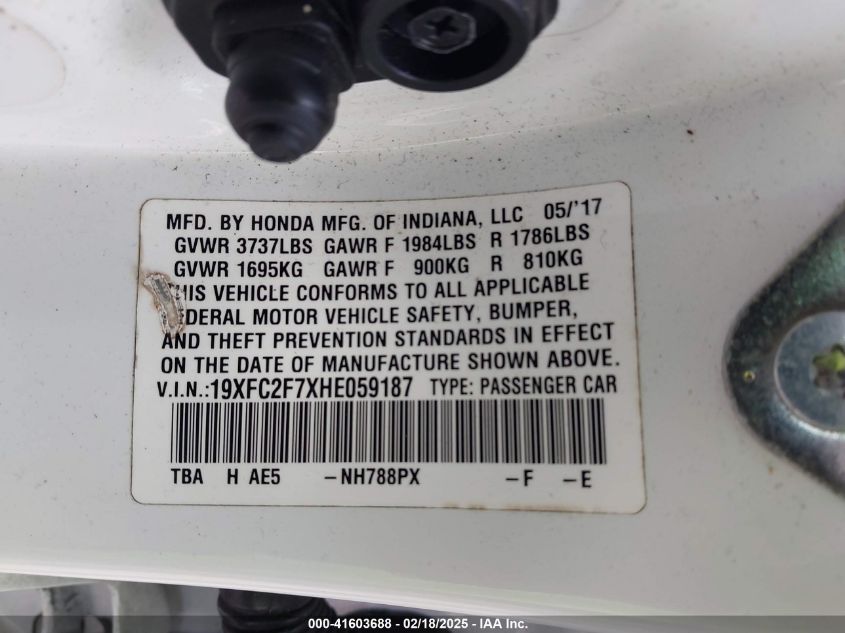 MFD. BY HONDA MFG. OF INDIANA, LLC 05/'17
GVWR 3737LBS GAWR F 1984LBS R 1786LBS
GVWR 1695KG GAWR F 900KG R 810KG
THIS VEHICLE CONFORMS TO ALL APPLICABLE
FEDERAL MOTOR VEHICLE SAFETY, BUMPER,
AND THEFT PREVENTION STANDARDS IN EFFECT
ON THE DATE OF MANUFACTURE SHOWN ABOVE.
V.I.N.:19XFC2F7XHE059187 TYPE: PASSENGER CAR
TBA H AE5 –NH788PX –F –E
000-41603688 - 02/18/2025 - IAA Inc.